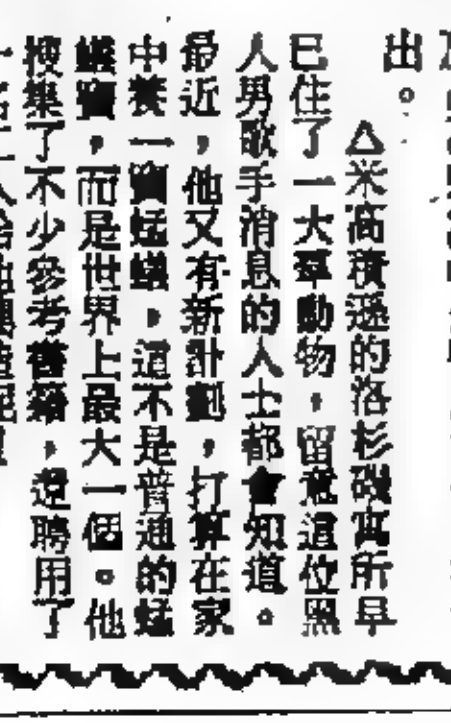 出。
△米高積遜的洛杉磯寓所早
已住了一大羣動物，留意這位黑
人男歌手消息的人士都會知道。
最近，他又有新計劃，打算在家
中養一竇蜢蟻，這不是普通的蜢
蟻竇，而是世界上最大一個。他
搜集了不少參考書籍，還聘用了